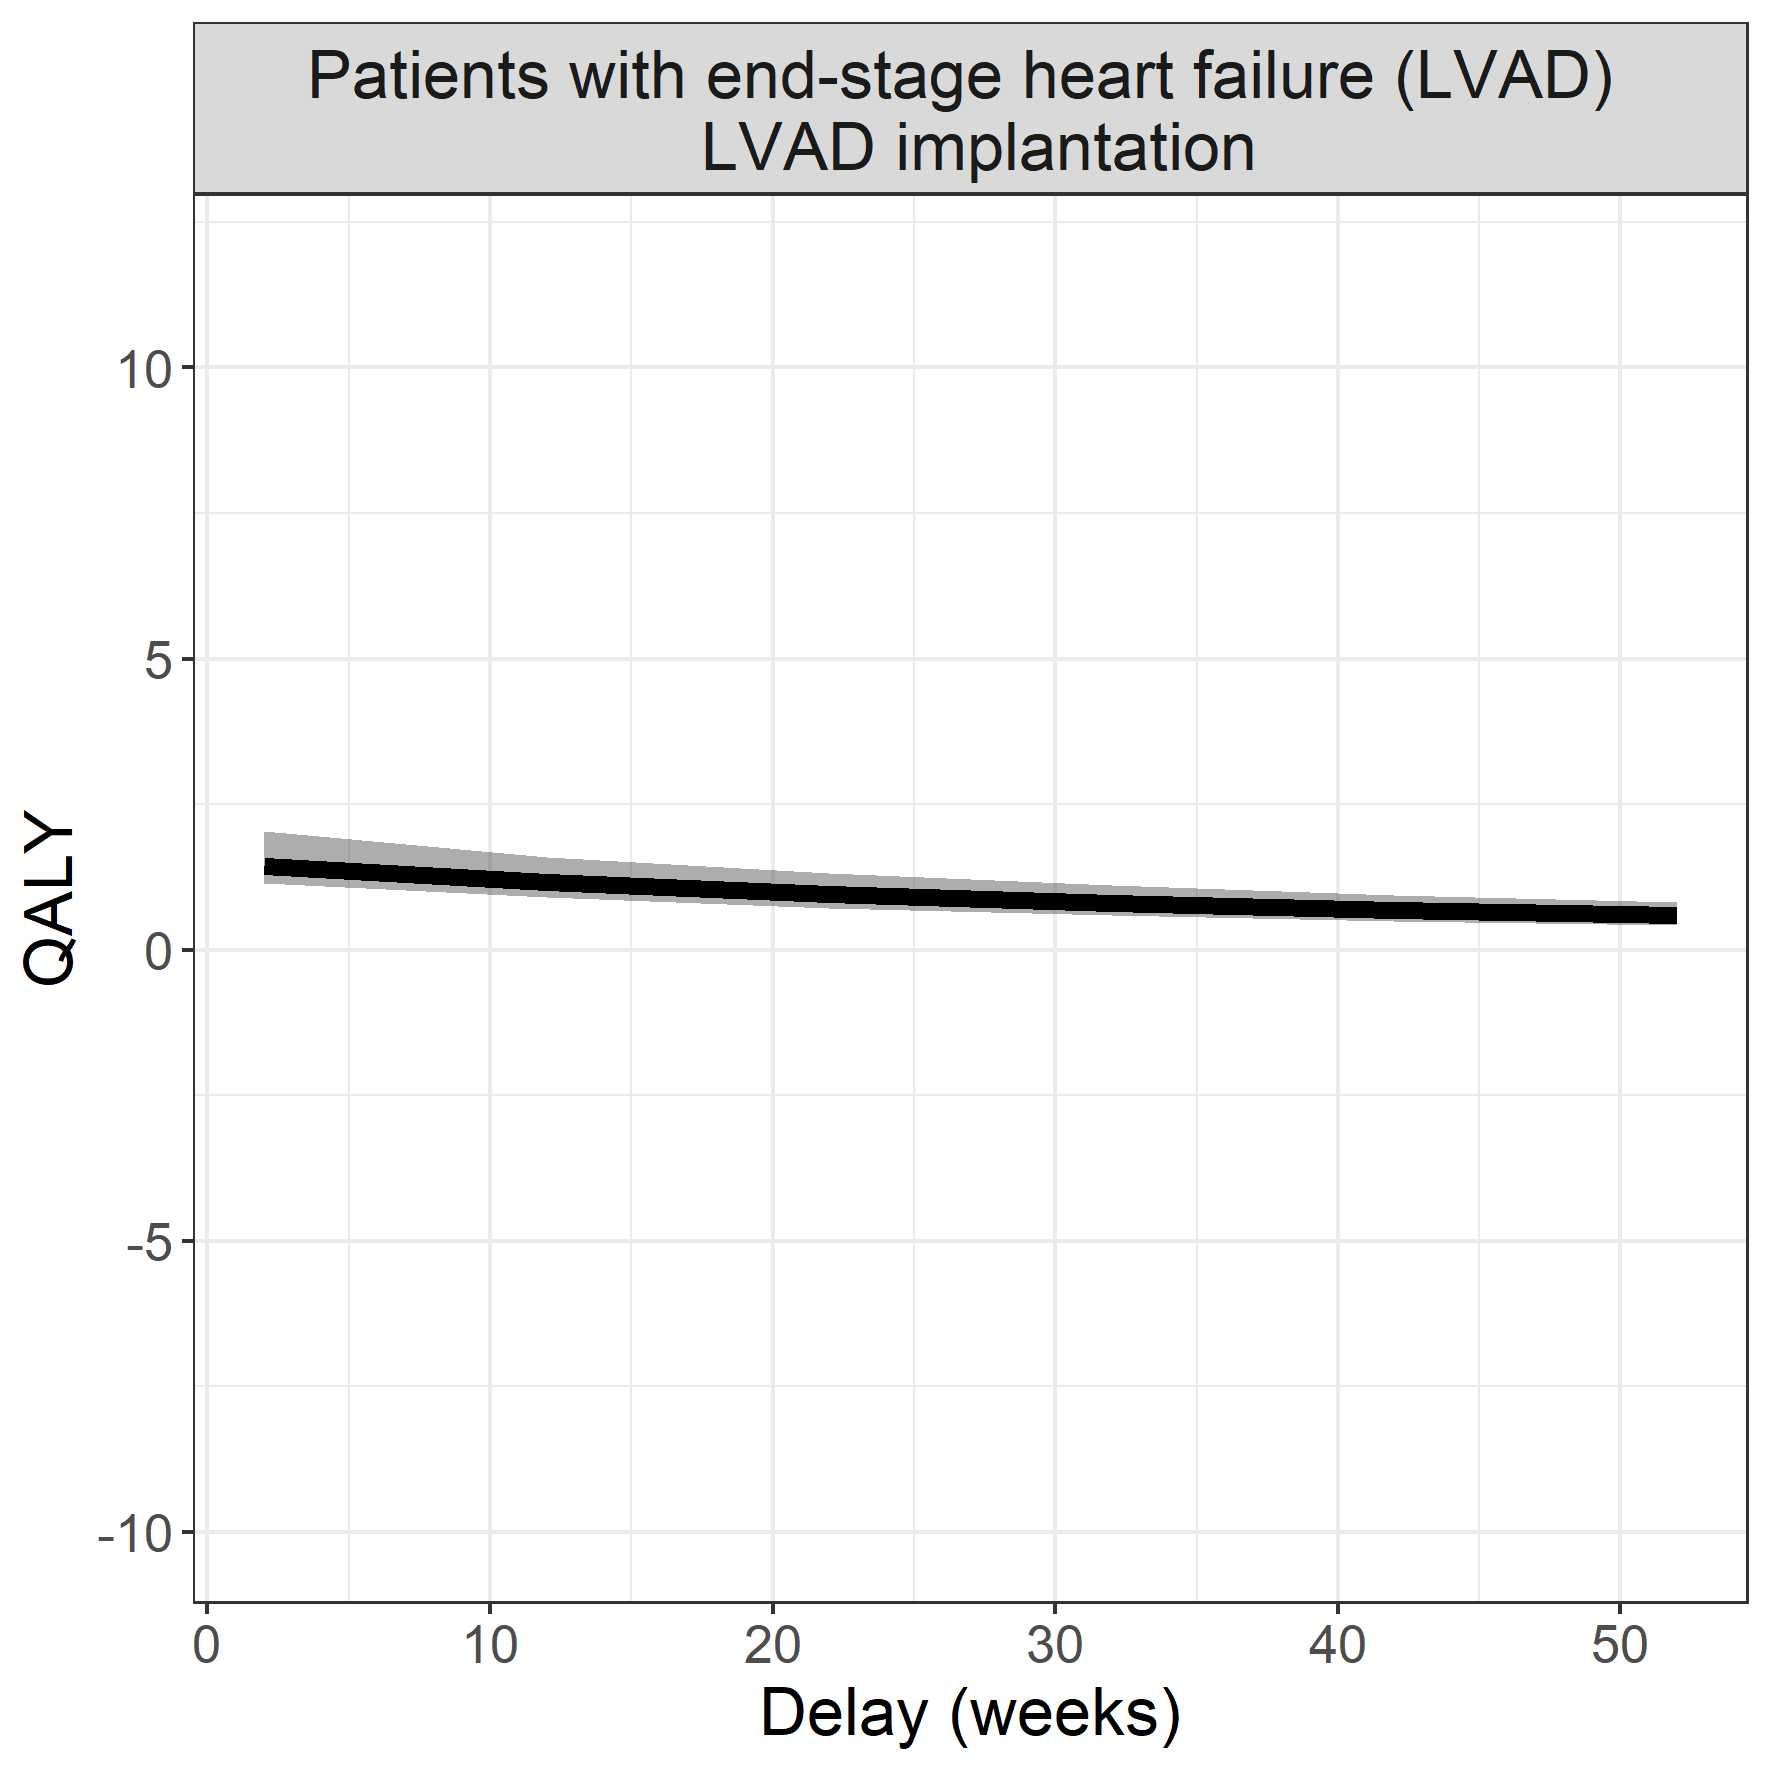 Patients with end-stage heart failure (LVAD)
LVAD implantation
10
5
0
-5
-10
QALY
0 10 20 30 40 50
Delay (weeks)